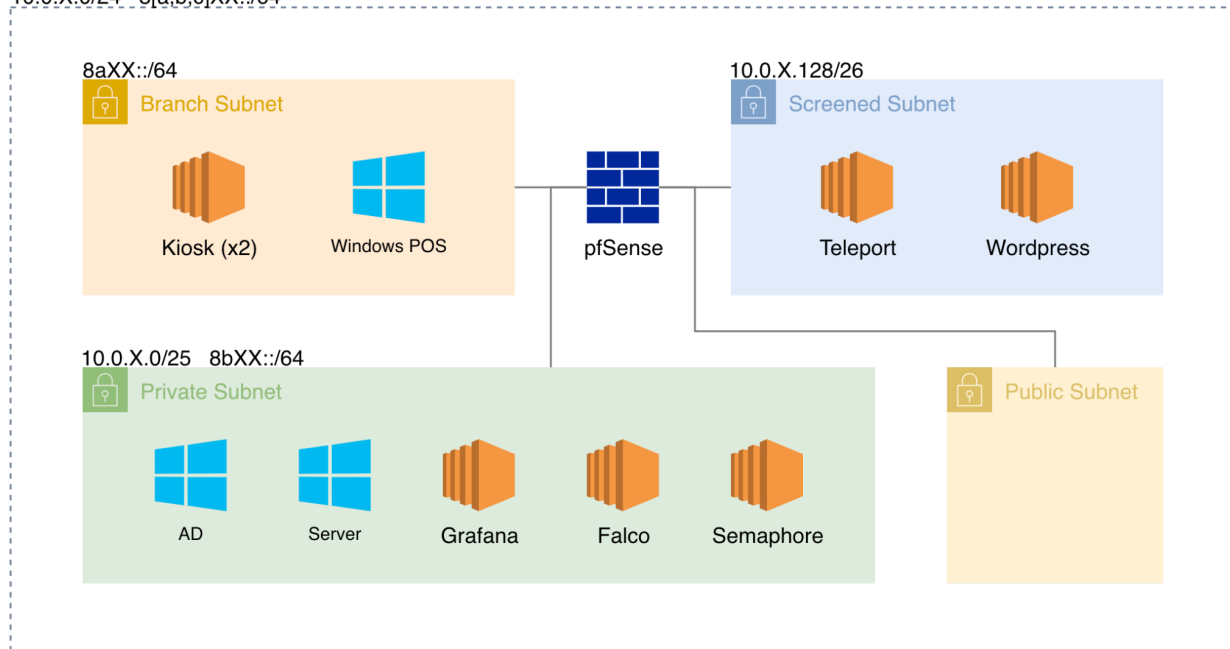 8aXX::/64
10.0.X.128/26
Branch Subnet
Screened Subnet
Kiosk (x2)
Windows POS
pfSense
Teleport
Wordpress
10.0.X.0/25 8bXX::/64
Private Subnet
Public Subnet
AD
Server
Grafana
Falco
Semaphore